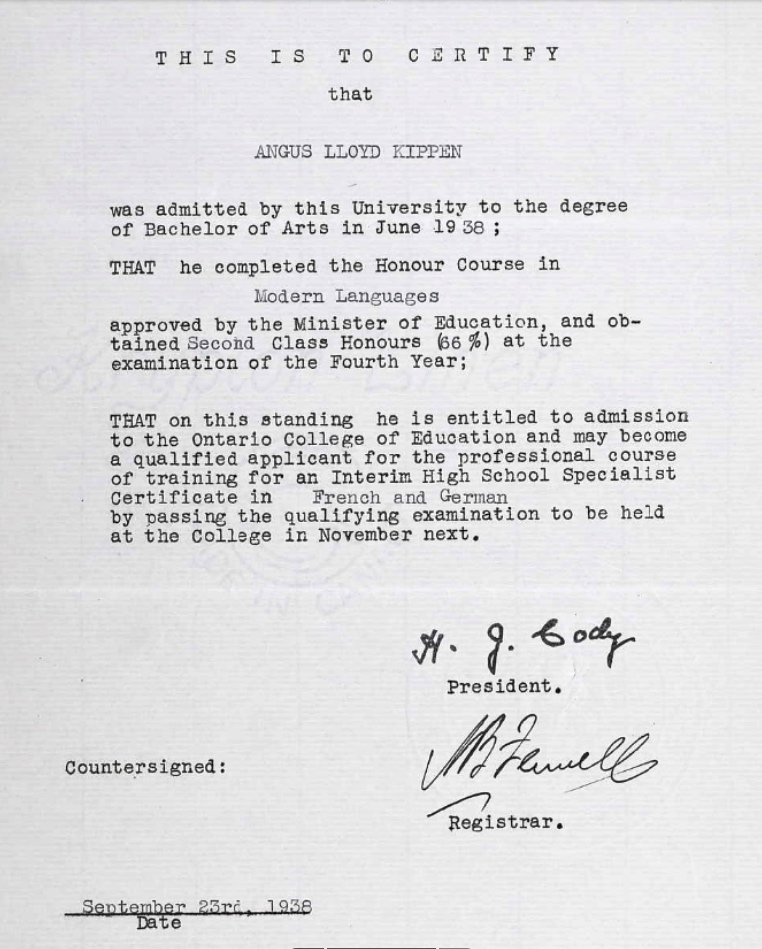 THIS IS TO CERTIFY
that
ANGUS LLOYD KIPPEN
was admitted by this University to the degree
of Bachelor of Arts in June 1938;
THAT he completed the Honour Course in
Modern Languages
approved by the Minister of Education, and ob-
tained Second Class Honours (66 %) at the
examination of the Fourth Year;
THAT on this standing he is entitled to admission
to the Ontario College of Education and may become
a qualified applicant for the professional course
of training for an Interim High School Specialist
Certificate in French and German
by passing the qualifying examination to be held
at the College in November next.
H. J. Cody
President.
Countersigned:
Registrar.
September 23rd, 1938
Date